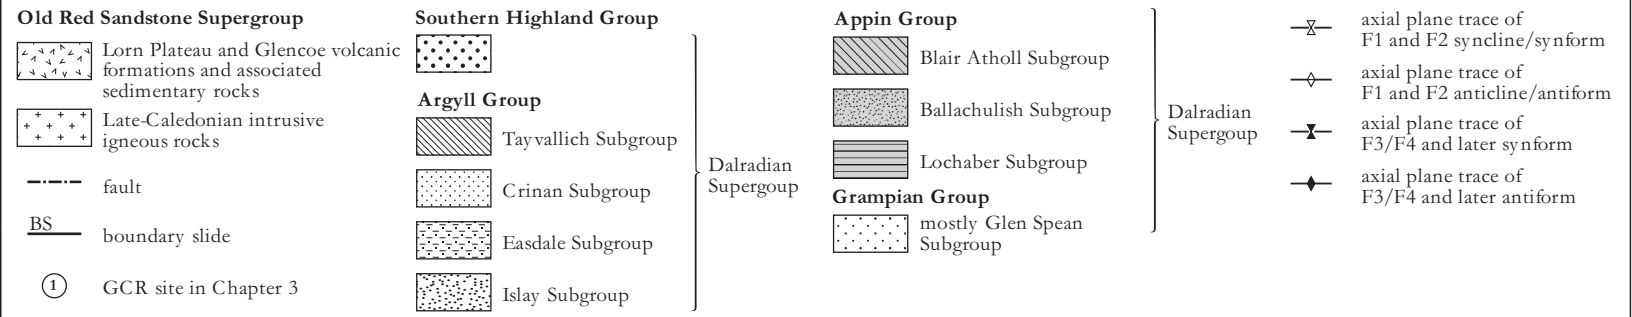 Old Red Sandstone Supergroup
Lorn Plateau and Glencoe volcanic
formations and associated
sedimentary rocks
Late-Caledonian intrusive
igneous rocks
fault
BS
boundary slide
1
GCR site in Chapter 3
Southern Highland Group
Argyll Group
Tayvallich Subgroup
Crinan Subgroup
Easdale Subgroup
Islay Subgroup
Dalradian
Supergoup
Appin Group
Blair Atholl Subgroup
Ballachulish Subgroup
Lochaber Subgroup
Grampian Group
mostly Glen Spean
Subgroup
Dalradian
Supergoup
axial plane trace of
F1 and F2 syncline/synform
axial plane trace of
F1 and F2 anticline/antiform
axial plane trace of
F3/F4 and later synform
axial plane trace of
F3/F4 and later antiform